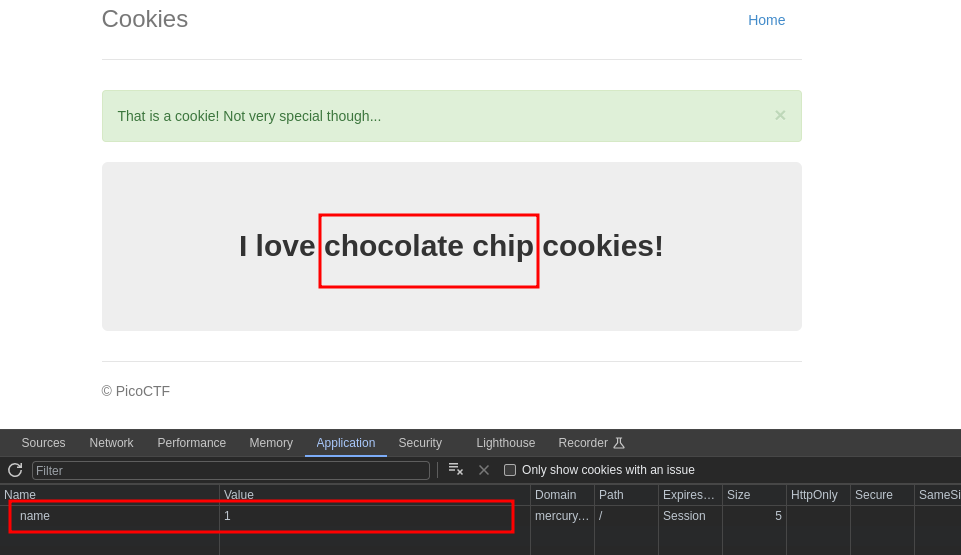 Cookies Home
That is a cookie! Not very special though... ×
I love chocolate chip cookies!
© PicoCTF
Sources Network Performance Memory Application Security Lighthouse Recorder
Filter Only show cookies with an issue
Name Value Domain Path Expires... Size HttpOnly Secure SameSi
name 1 mercury... / Session 5